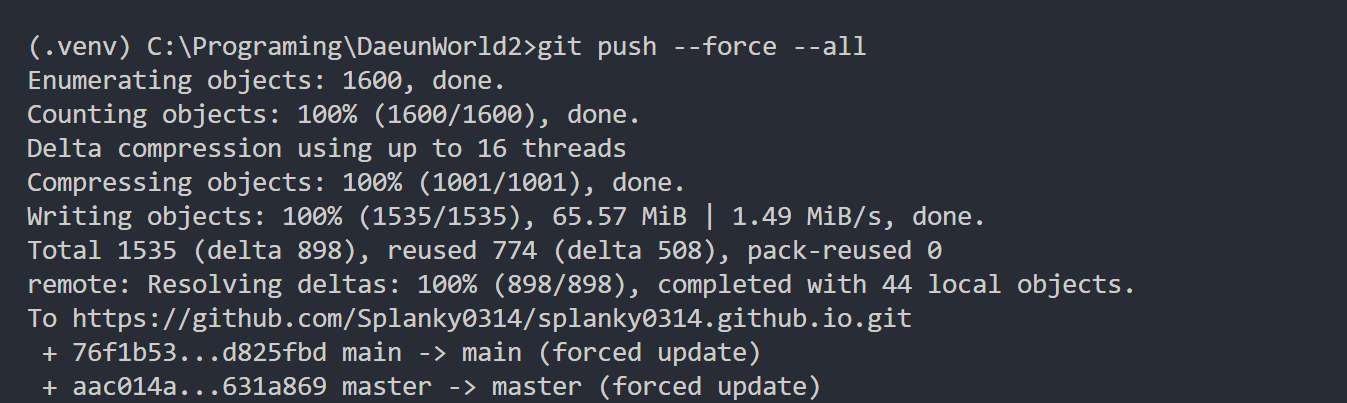 (.venv) C:\Programing\DaeunWorld2>git push --force --all
Enumerating objects: 1600, done.
Counting objects: 100% (1600/1600), done.
Delta compression using up to 16 threads
Compressing objects: 100% (1001/1001), done.
Writing objects: 100% (1535/1535), 65.57 MiB | 1.49 MiB/s, done.
Total 1535 (delta 898), reused 774 (delta 508), pack-reused 0
remote: Resolving deltas: 100% (898/898), completed with 44 local objects.
To https://github.com/Splanky0314/splanky0314.github.io.git
 + 76f1b53...d825fbd main -> main (forced update)
 + aac014a...631a869 master -> master (forced update)